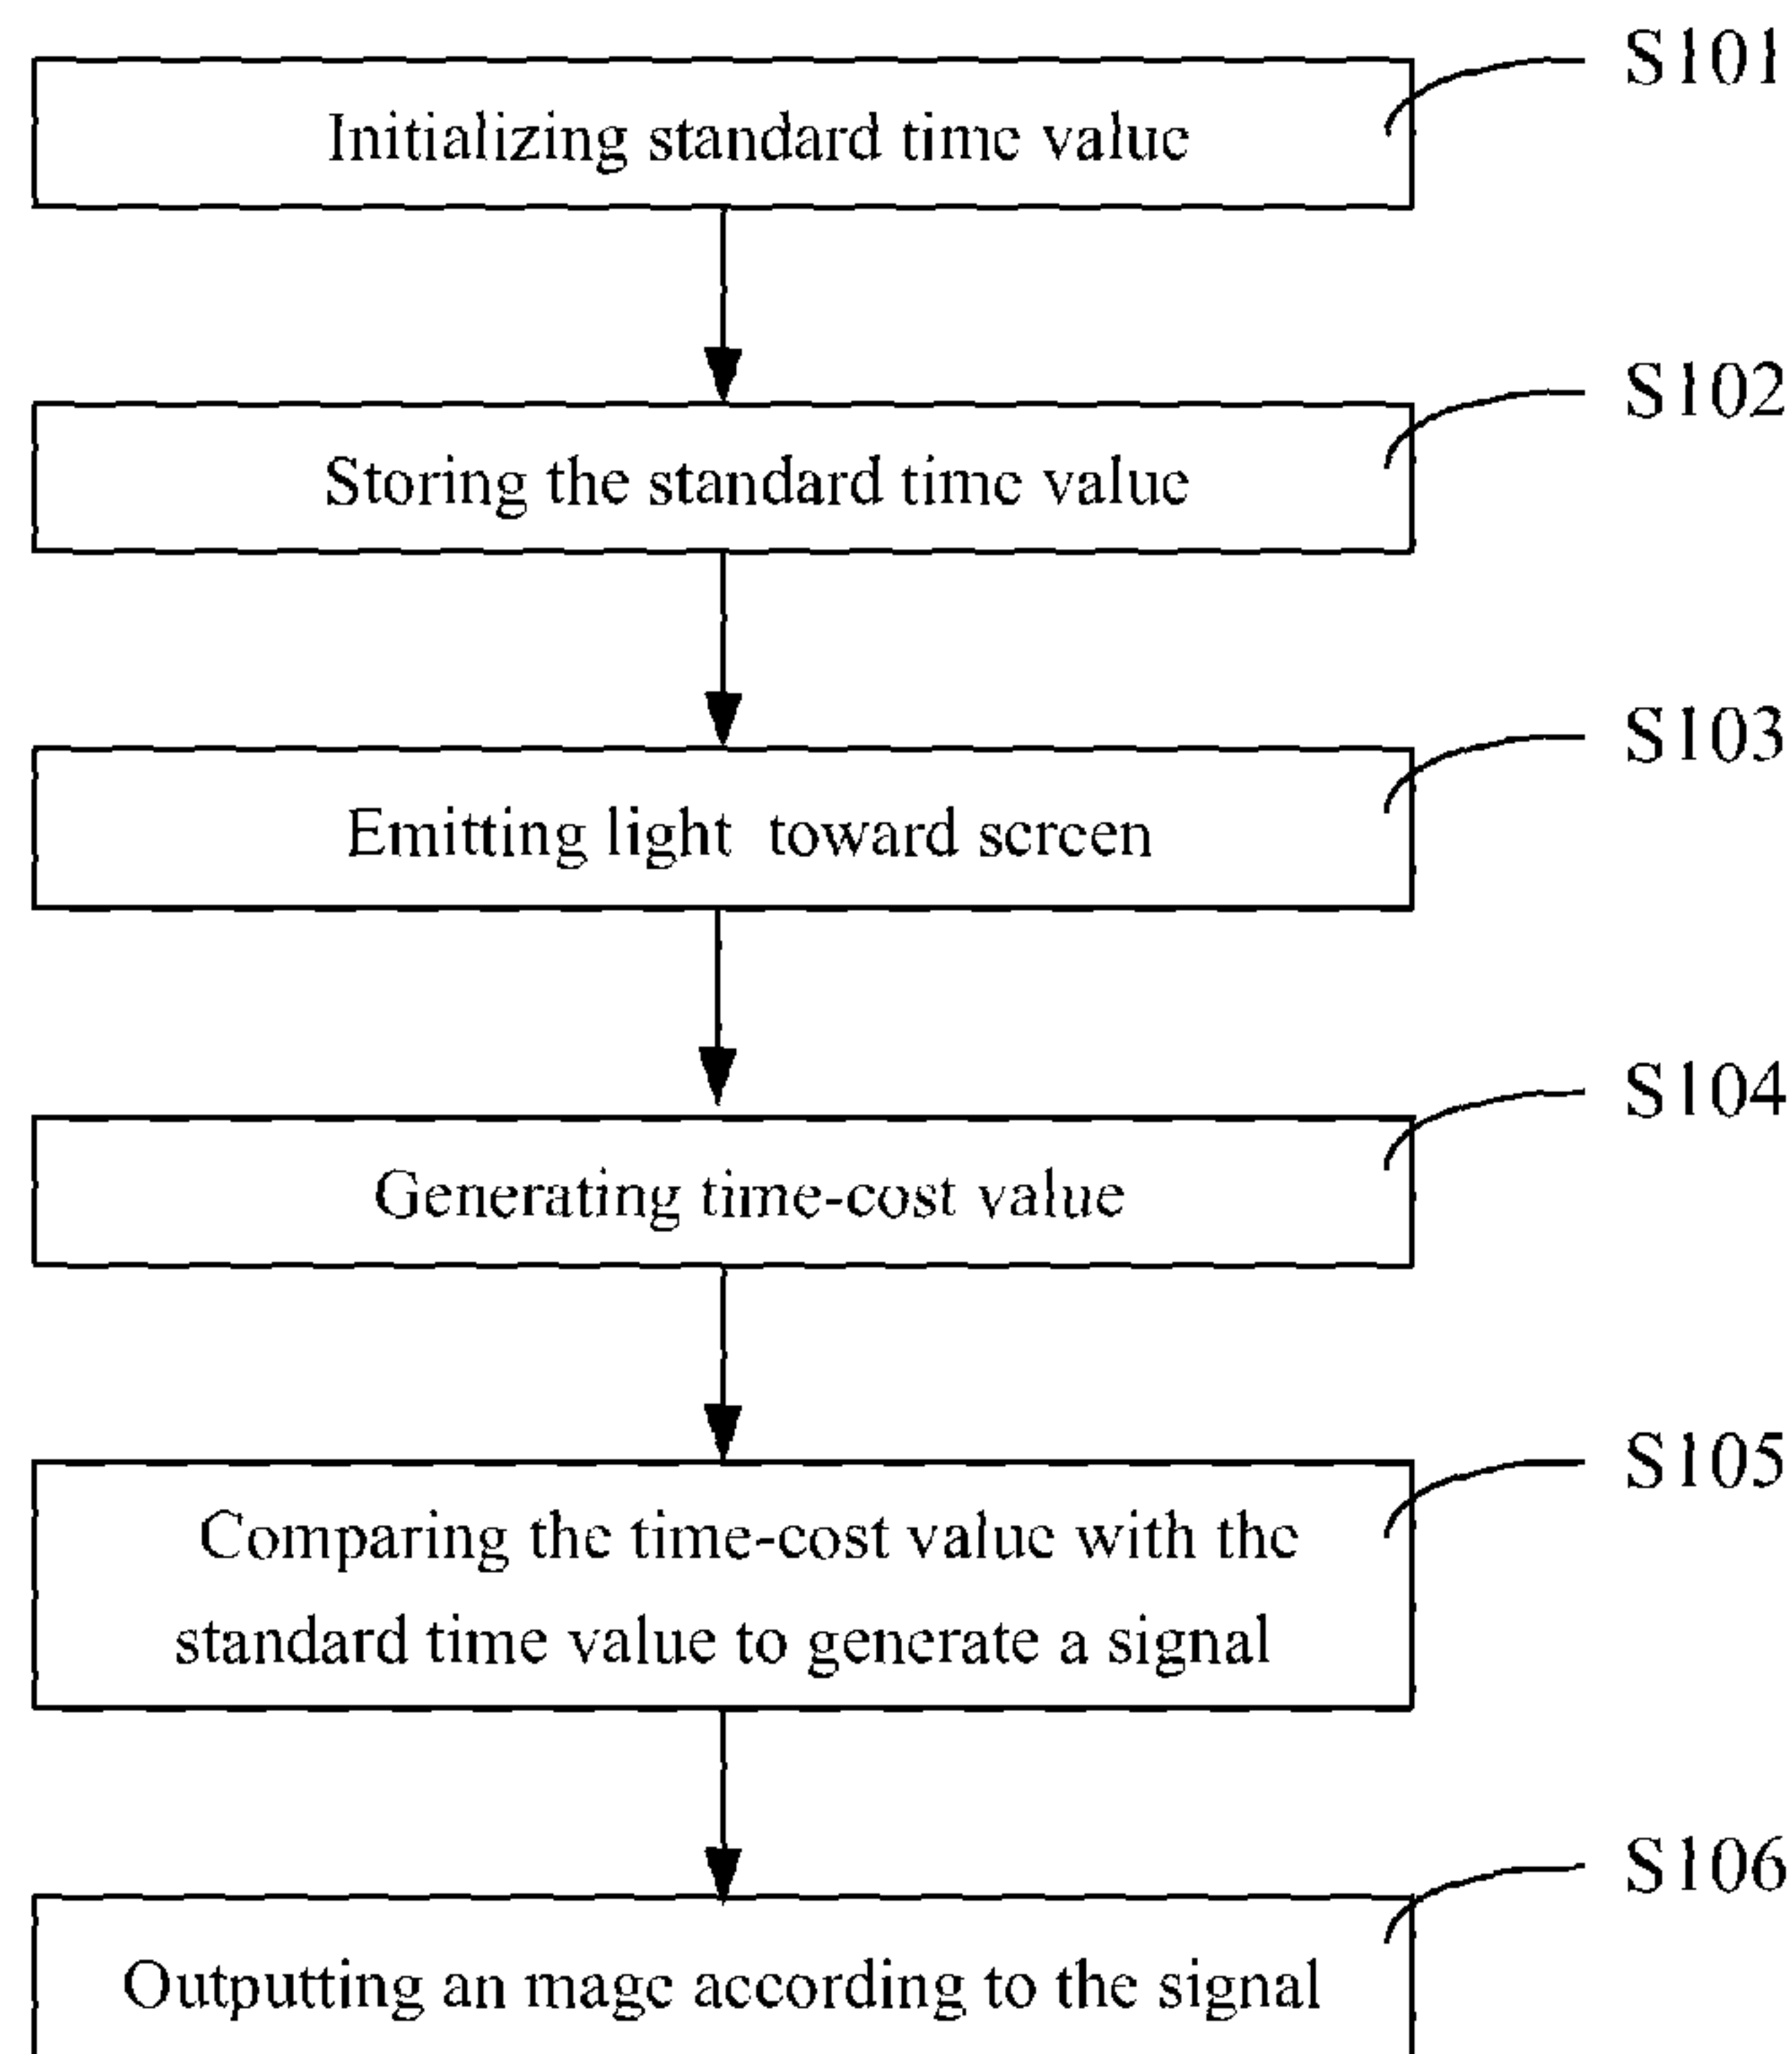 S101
Initializing standard time value
S102
Storing the standard time value
S103
Emitting light toward screen
S104
Generating time-cost value
S105
Comparing the time-cost value with the
standard time value to generate a signal
S106
Outputting an mage according to the signal